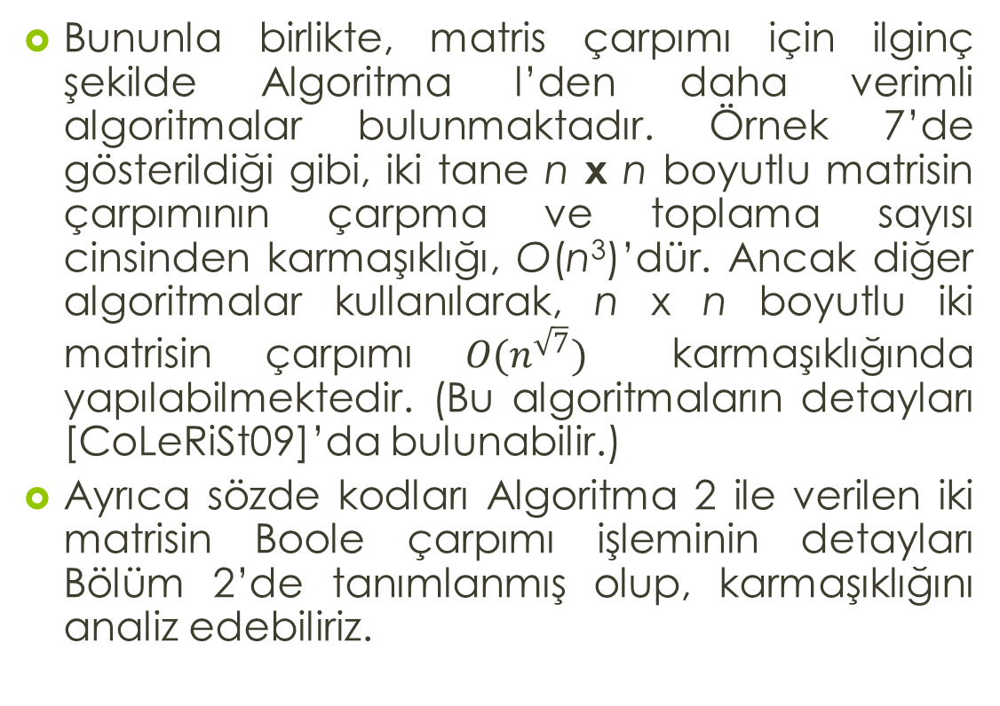 Bununla birlikte, matris çarpımı için ilginç
şekilde Algoritma l’den daha verimli
algoritmalar bulunmaktadır. Örnek 7’de
gösterildiği gibi, iki tane n x n boyutlu matrisin
çarpımının çarpma ve toplama sayısı
cinsinden karmaşıklığı, O(n³)’dür. Ancak diğer
algoritmalar kullanılarak, n x n boyutlu iki
matrisin çarpımı O(n^√7) karmaşıklığında
yapılabilmektedir. (Bu algoritmaların detayları
[CoLeRiSt09]’da bulunabilir.)
Ayrıca sözde kodları Algoritma 2 ile verilen iki
matrisin Boole çarpımı işleminin detayları
Bölüm 2’de tanımlanmış olup, karmaşıklığını
analiz edebiliriz.